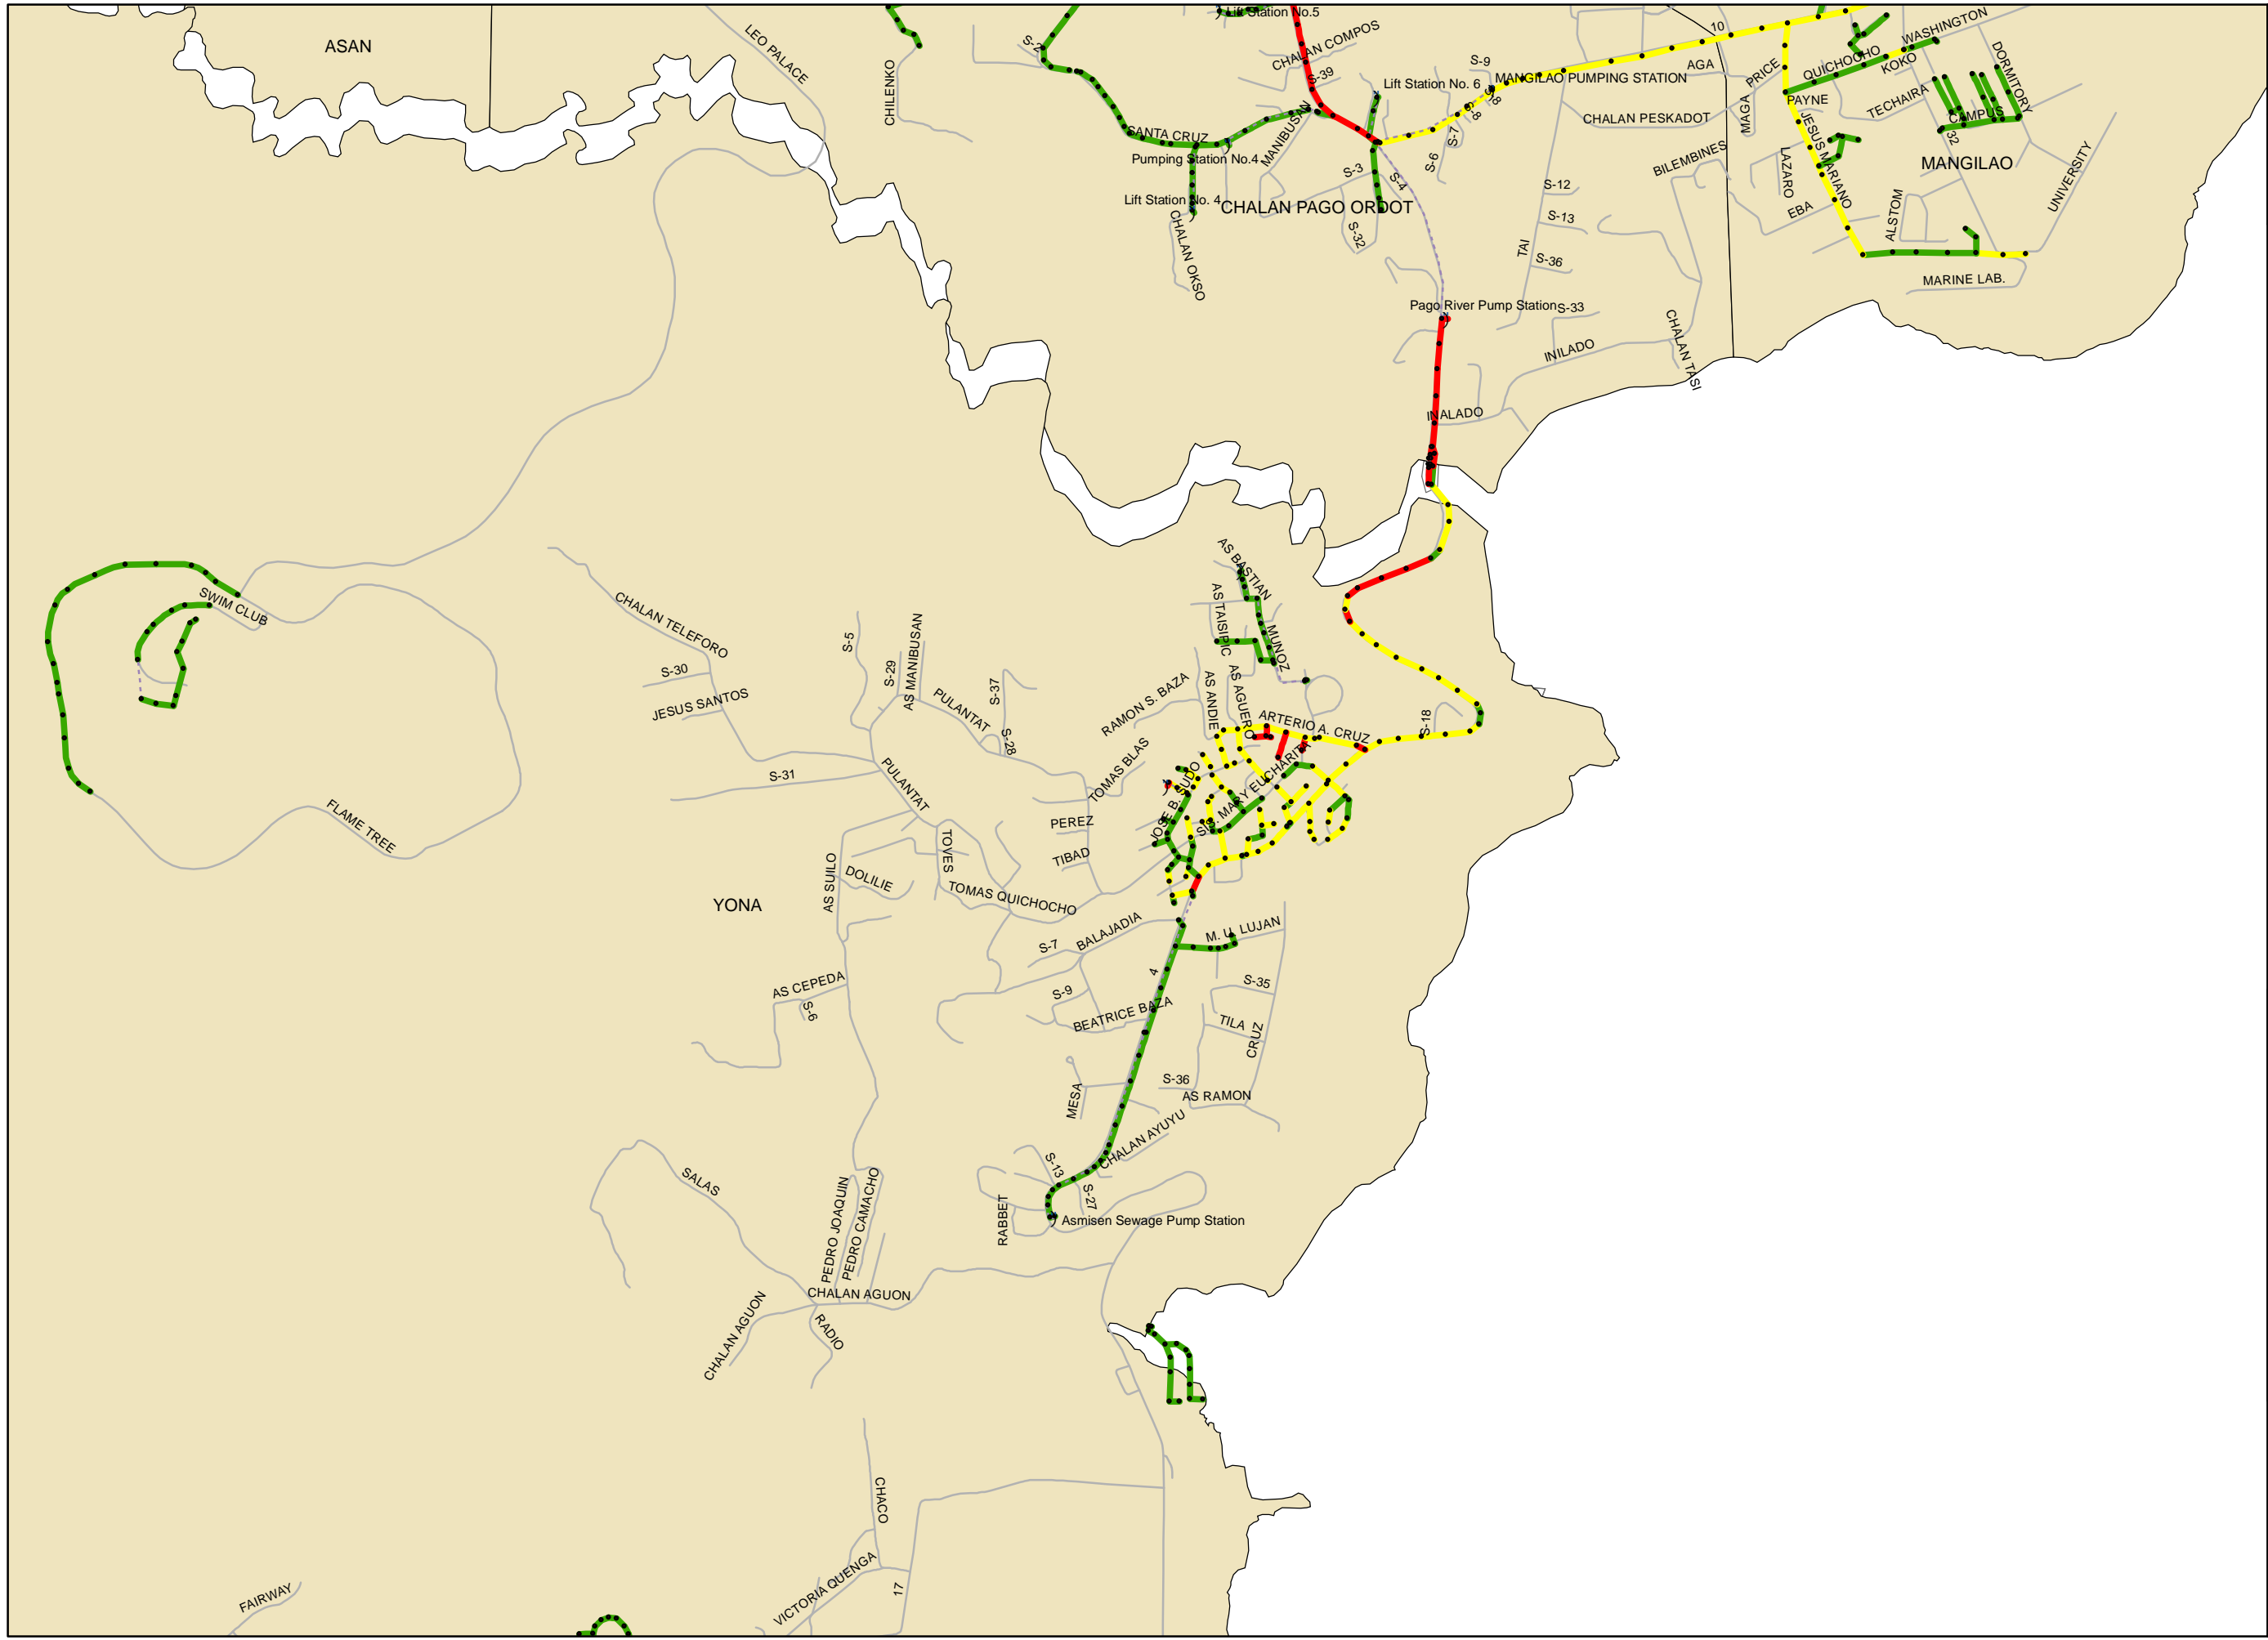 Lift Station No.5
ASAN
LEO PALACE
CHILENKO
S-2
CHALAN COMPOS
S-39
10
WASHINGTON
DORMITORY
QUICHOCHO
KOKO
S-9
AGA
PRICE
MANGILAO PUMPING STATION
Lift Station No. 6
S-8
S-8
PAYNE
TECHAIRA
CAMPUS
CHALAN PESKADOT
MAGA
SANTA CRUZ
MANIBUSAN
S-7
JESUS MARIANO
32
Pumping Station No.4
S-6
BILEMBINES
LAZARO
MANGILAO
UNIVERSITY
S-3
S-4
S-12
Lift Station No. 4
CHALAN PAGO ORDOT
EBA
ALSTOM
S-13
CHALAN OKSO
S-32
TAI
S-36
MARINE LAB.
Pago River Pump Station
S-33
CHALAN TASI
INILADO
INALADO
AS BASTIAN
SWIM CLUB
CHALAN TELEFORO
AS TAISIPIC
MUNOZ
S-5
AS MANIBUSAN
S-29
S-30
S-37
JESUS SANTOS
PULANTAT
RAMON S. BAZA
AS ANDIE
AS AGUERO
ARTERIO A. CRUZ
S-18
S-28
S-31
PULANTAT
TOMAS BLAS
JOSE B. SUDO
SIS. MARY EUCHARITY
FLAME TREE
PEREZ
TOVES
TIBAD
AS SUILO
DOLILIE
TOMAS QUICHOCHO
YONA
BALAJADIA
M. U. LUJAN
S-7
4
AS CEPEDA
S-6
S-9
S-35
BEATRICE BAZA
TILA
CRUZ
MESA
S-36
AS RAMON
CHALAN AYUYU
S-13
SALAS
S-27
PEDRO JOAQUIN
PEDRO CAMACHO
RABBET
Asmisen Sewage Pump Station
CHALAN AGUON
CHALAN AGUON
RADIO
CHACO
VICTORIA QUENGA
17
FAIRWAY